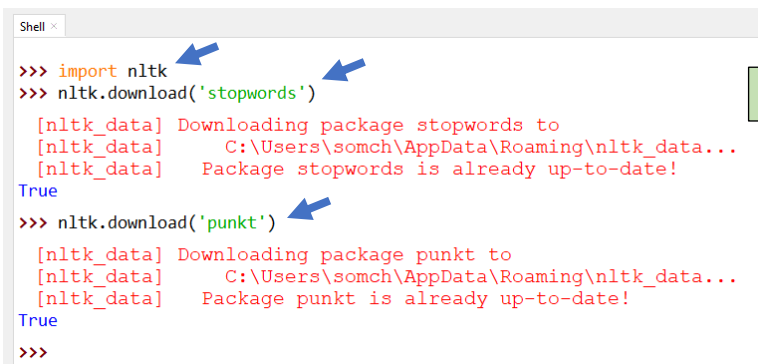 Shell ×
>>> import nltk
>>> nltk.download('stopwords')
[nltk_data] Downloading package stopwords to
[nltk_data]     C:\Users\somch\AppData\Roaming\nltk_data...
[nltk_data]   Package stopwords is already up-to-date!
True
>>> nltk.download('punkt')
[nltk_data] Downloading package punkt to
[nltk_data]     C:\Users\somch\AppData\Roaming\nltk_data...
[nltk_data]   Package punkt is already up-to-date!
True
>>>